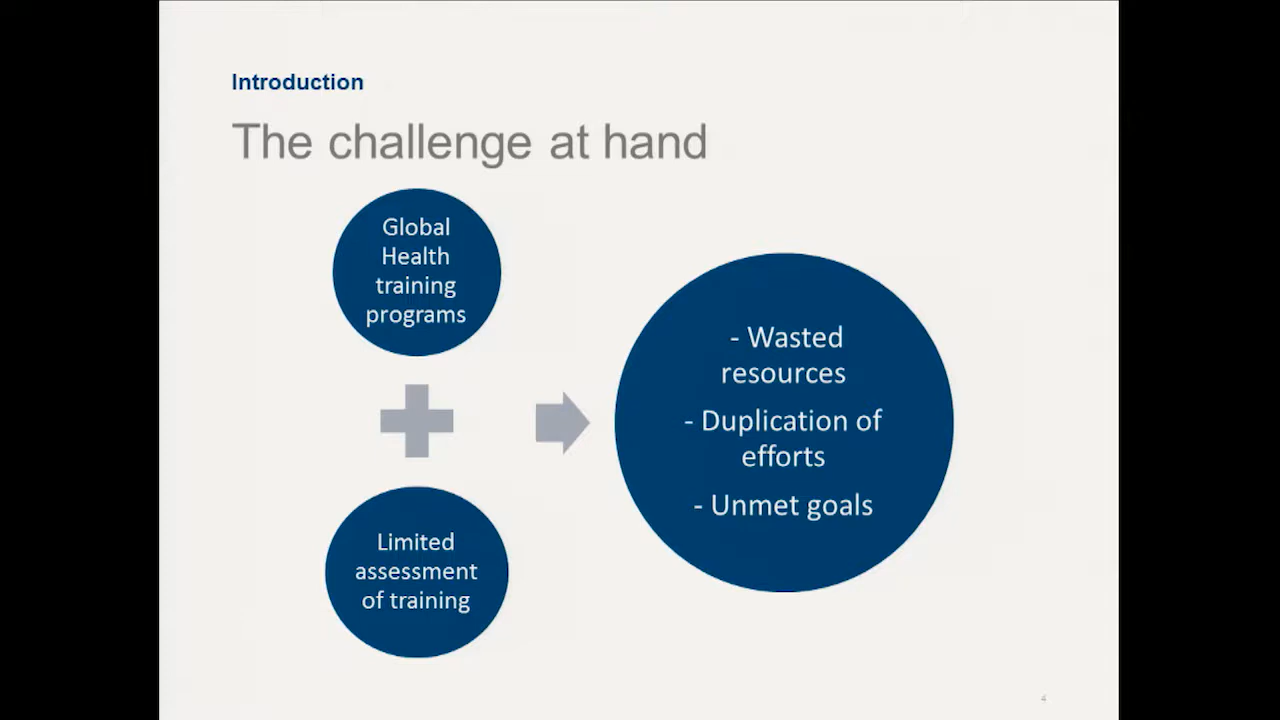 Introduction
The challenge at hand
Global
Health
training
programs
Limited
assessment
of training
- Wasted
resources
- Duplication of
efforts
- Unmet goals
4